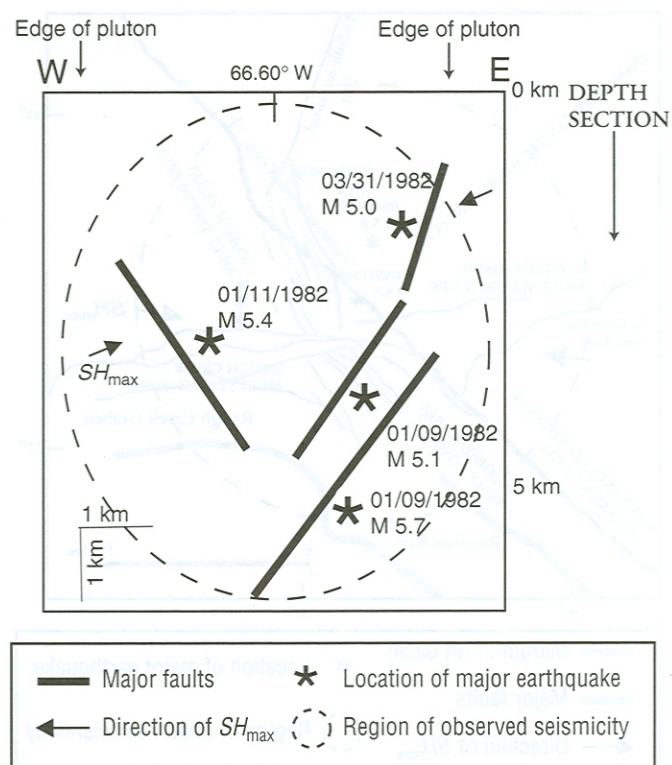 Edge of pluton
Edge of pluton
W
66.60° W
E
0 km
DEPTH
SECTION
03/31/1982
M 5.0
01/11/1982
M 5.4
SHmax
01/09/1982
M 5.1
5 km
01/09/1982
M 5.7
1 km
1 km
Major faults
Location of major earthquake
Direction of SHmax
Region of observed seismicity